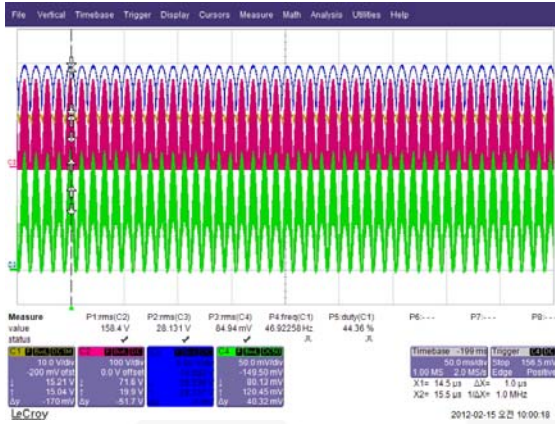 File Vertical Timebase Trigger Display Cursors Measure Math Analysis Utilities Help
C2
Measure P1:rms(C2) P2:rms(C3) P3:rms(C4) P4:freq(C1) P5:duty(C1) P6:- - - P7:- - - P8:- - -
value 158.4 V 28.131 V 84.94 mV 46.92258 Hz 44.36 %
status
C1 C2 C4 Timebase -199 ms Trigger
10.0 V/div 100 V/div 50.0 mV/div 50.0 ms/div Stop 156.5 mV
-200 mV ofst 0.0 V offset -149.50 mV 1.00 MS 2.0 MS/s Edge Positive
15.21 V 71.6 V 80.13 mV X1= 14.5 µs ΔX= 1.0 µs
15.04 V 19.9 V 120.45 mV X2= 15.5 µs 1/ΔX= 1.0 MHz
Δy -170 mV Δy -51.7 V Δy 40.32 mV
LeCroy 2012-02-15 오전 10:00:18